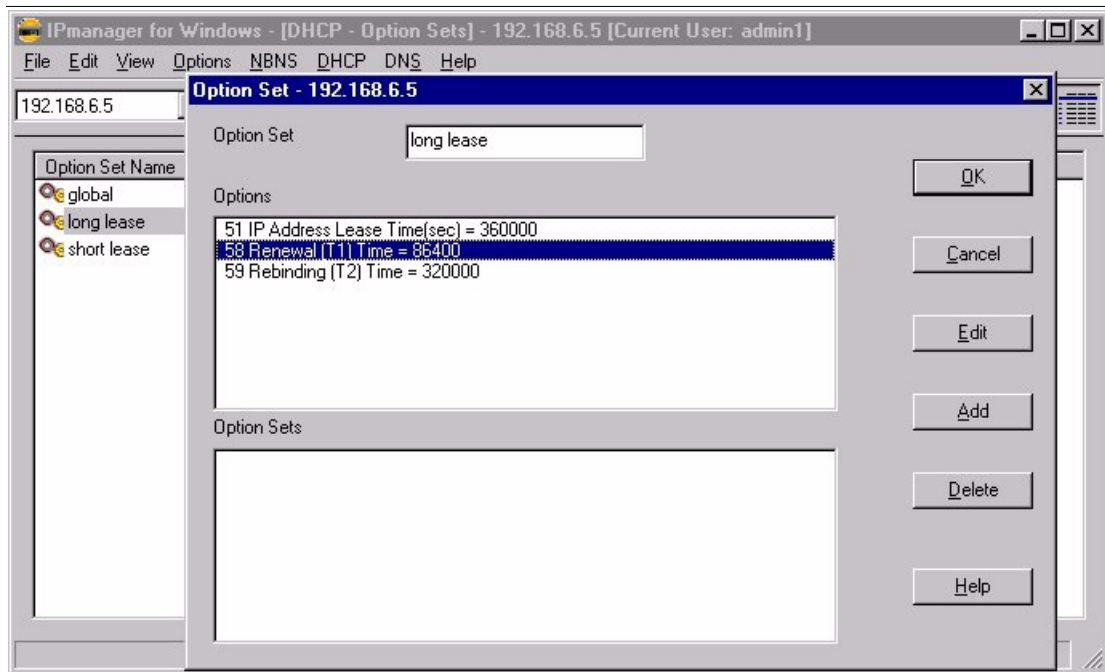 IPmanager for Windows - [DHCP - Option Sets] - 192.168.6.5 [Current User: admin1]
File Edit View Options NBNS DHCP DNS Help
192.168.6.5
Option Set - 192.168.6.5
Option Set
long lease
Option Set Name
global
long lease
short lease
Options
51 IP Address Lease Time(sec) = 360000
58 Renewal (T1) Time = 86400
59 Rebinding (T2) Time = 320000
Option Sets
OK
Cancel
Edit
Add
Delete
Help